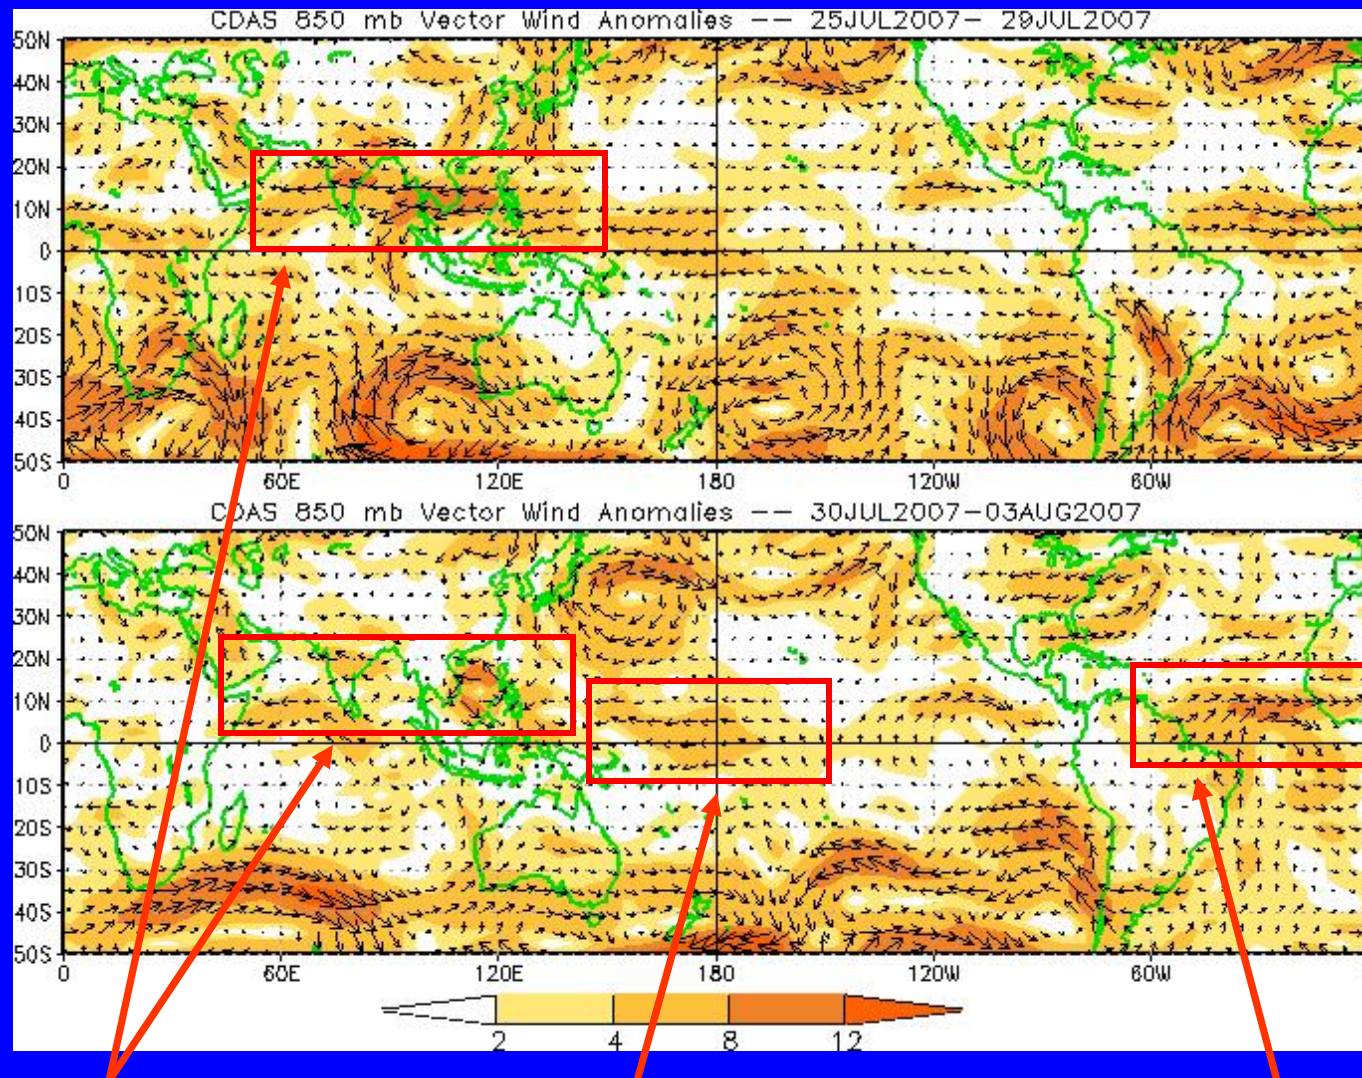 CDAS 850 mb Vector Wind Anomalies -- 25JUL2007- 29JUL2007
50N
40N
30N
20N
10N
0
10S
20S
30S
40S
50S
0 60E 120E 180 120W 60W
CDAS 850 mb Vector Wind Anomalies -- 30JUL2007-03AUG2007
50N
40N
30N
20N
10N
0
10S
20S
30S
40S
50S
0 60E 120E 180 120W 60W
2 4 8 12